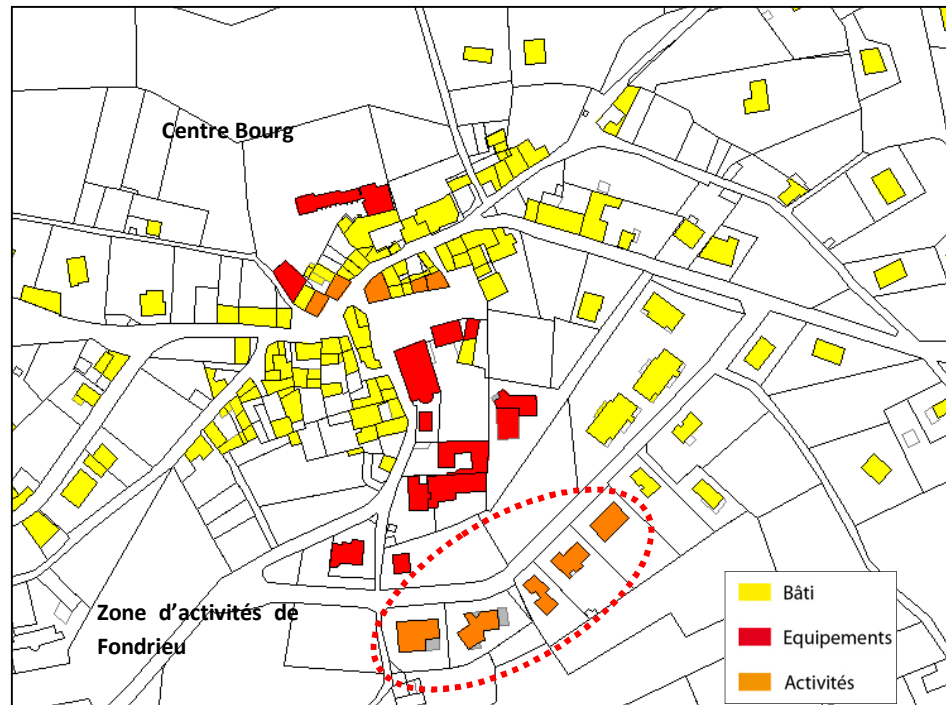 Centre Bourg
Zone d'activités de
Fondrieu
Bâti
Equipements
Activités